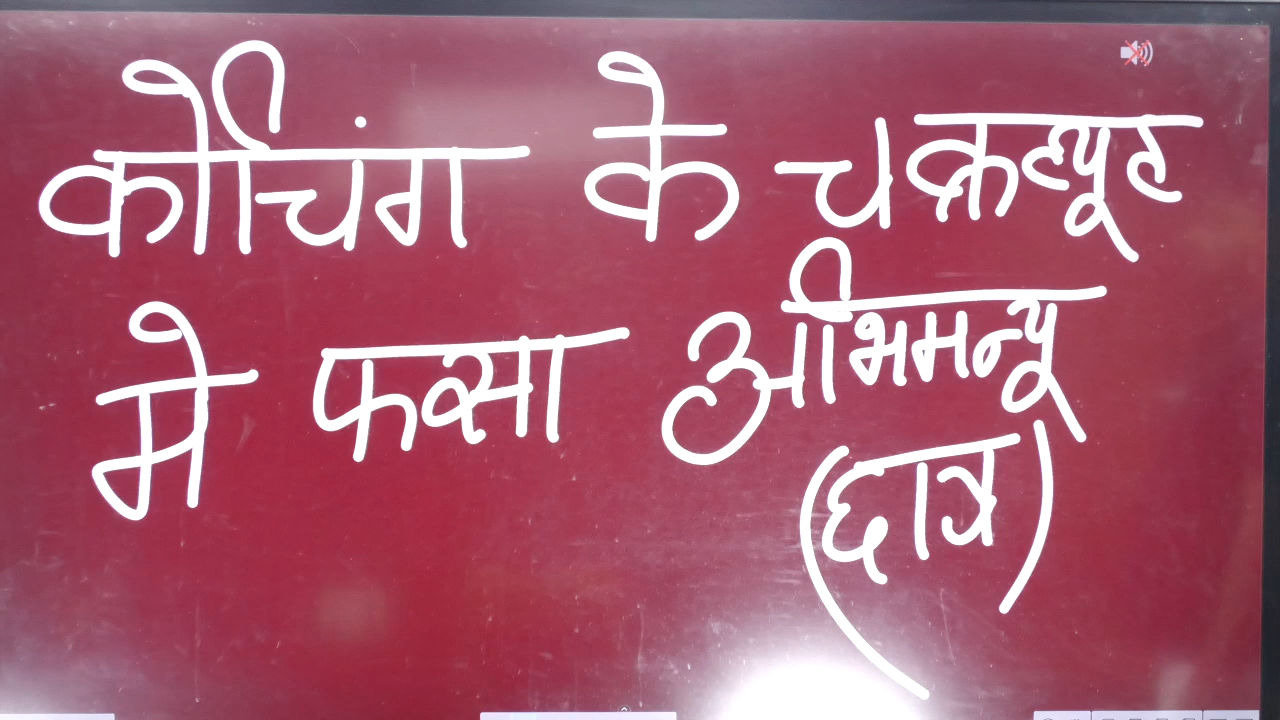 कोचिंग के चक्रव्यूह
मे फसा अभिमन्यू
(छात्र)